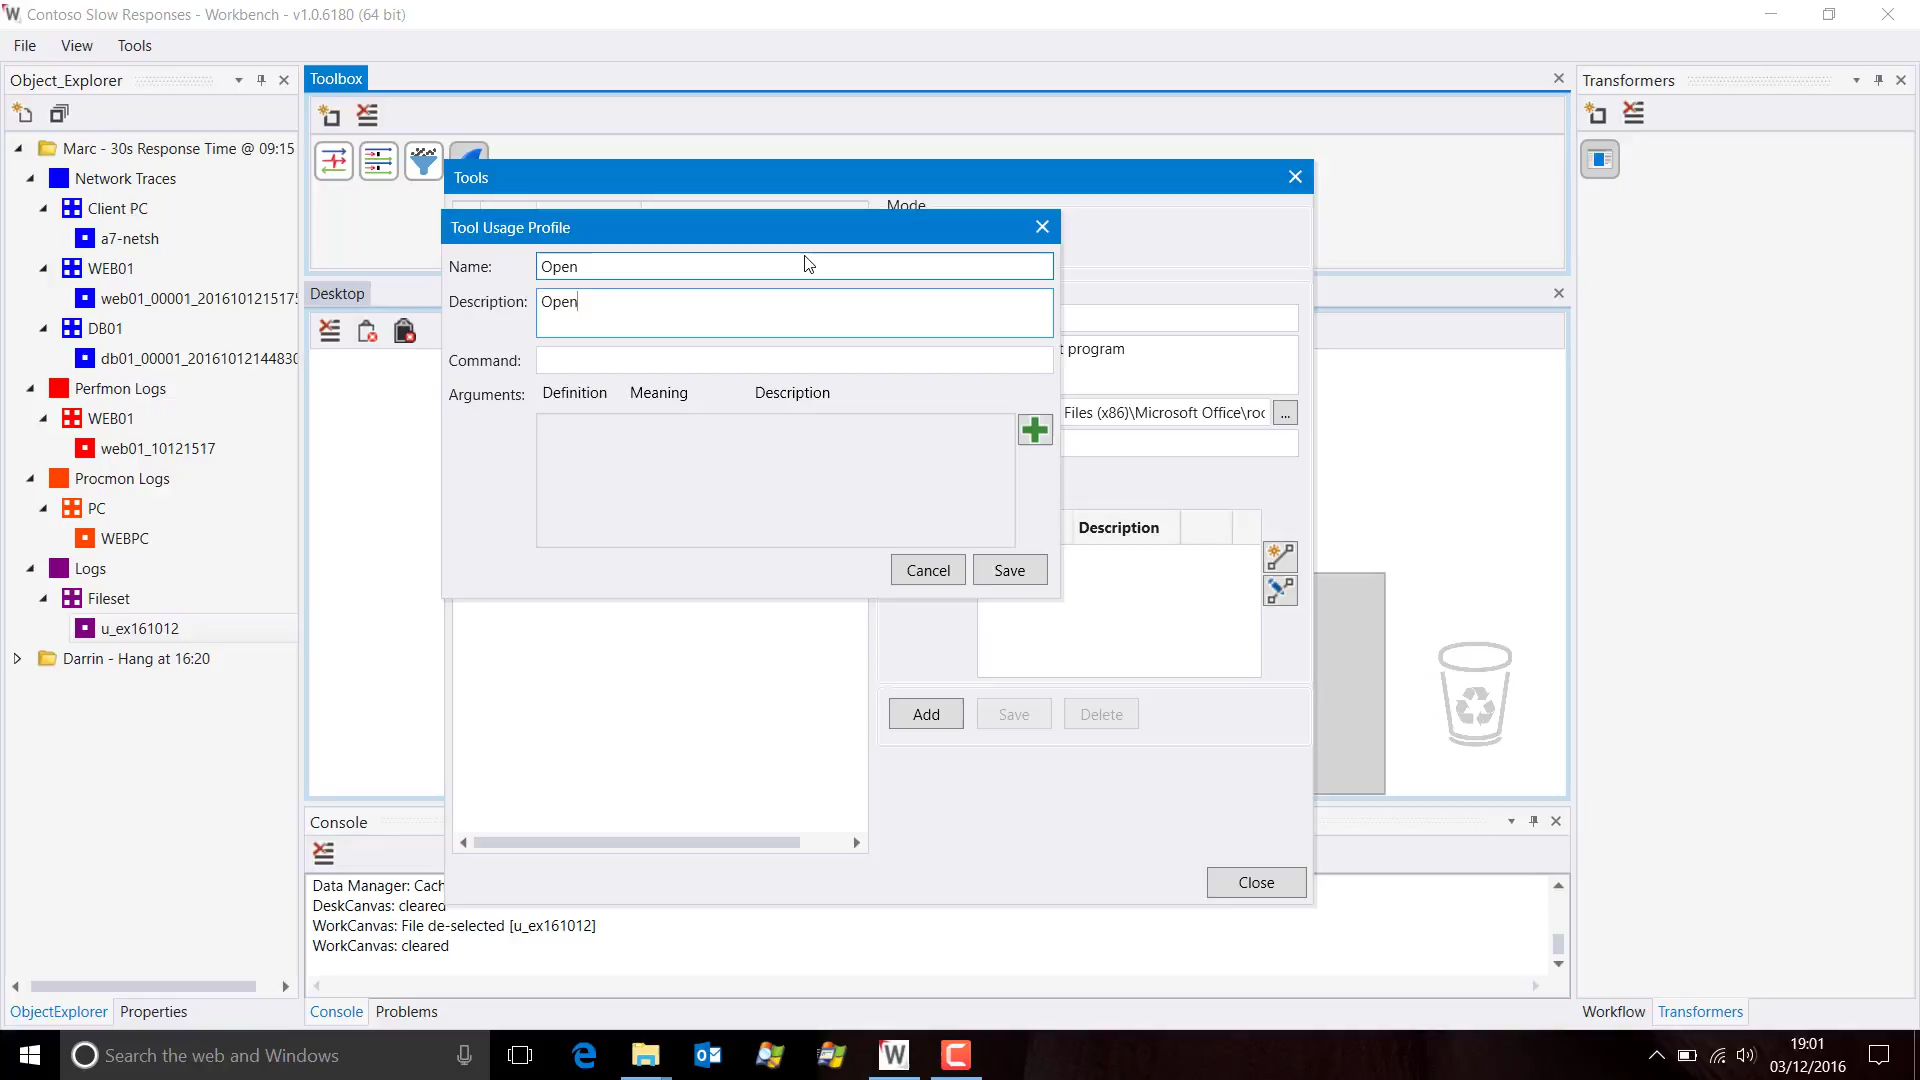 Contoso Slow Responses - Workbench - v1.0.6180 (64 bit)
File View Tools
Object_Explorer
Marc - 30s Response Time @ 09:15
Network Traces
Client PC
a7-netsh
WEB01
web01_00001_2016101215175
DB01
db01_00001_2016101214483
Perfmon Logs
WEB01
web01_10121517
Procmon Logs
PC
WEBPC
Logs
Fileset
u_ex161012
Darrin - Hang at 16:20
ObjectExplorer Properties
Toolbox
Tools
Mode
Tool Usage Profile
Name: Open
Description: Open
Command:
Arguments: Definition Meaning Description
Cancel Save
t program
Files (x86)\Microsoft Office\roo
...
Description
Add Save Delete
Close
Desktop
Console
Data Manager: Cach
DeskCanvas: cleared
WorkCanvas: File de-selected [u_ex161012]
WorkCanvas: cleared
Console Problems
Transformers
Workflow Transformers
Search the web and Windows
19:01
03/12/2016